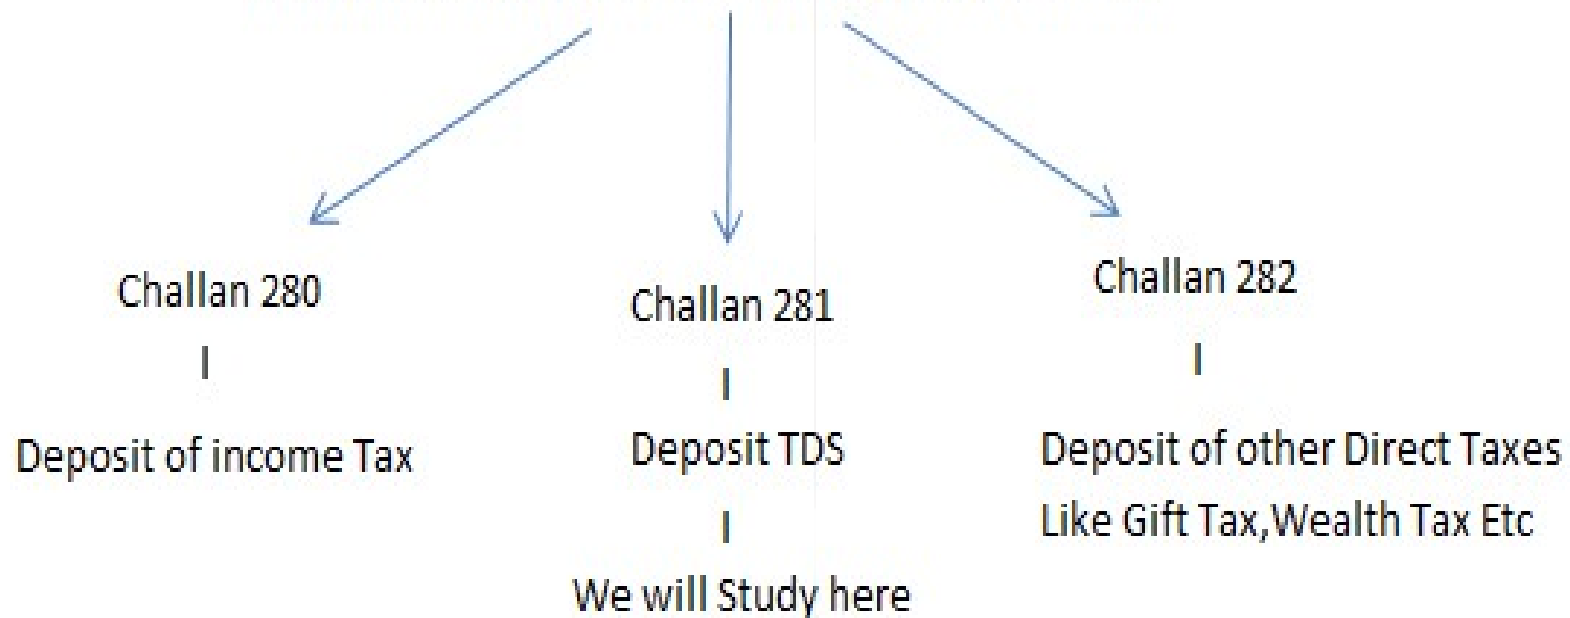 Challan 280
Challan 281
Challan 282
Deposit of income Tax
Deposit TDS
Deposit of other Direct Taxes
Like Gift Tax,Wealth Tax Etc
We will Study here